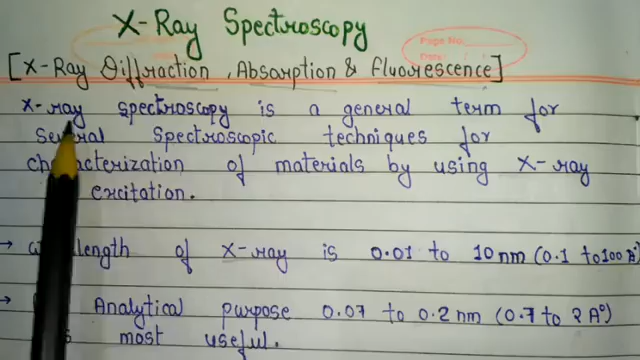 X-Ray Spectroscopy
Page No.
[X-Ray Diffraction, Absorption & Fluorescence]
X-ray spectroscopy is a general term for
several spectroscopic techniques for
characterization of materials by using X-ray
excitation.
→ of X-ray is 0.01 to 10 nm (0.1 to 100 A°)
→ Analytical purpose 0.07 to 0.2 nm (0.7 to 2 A°)
most useful.